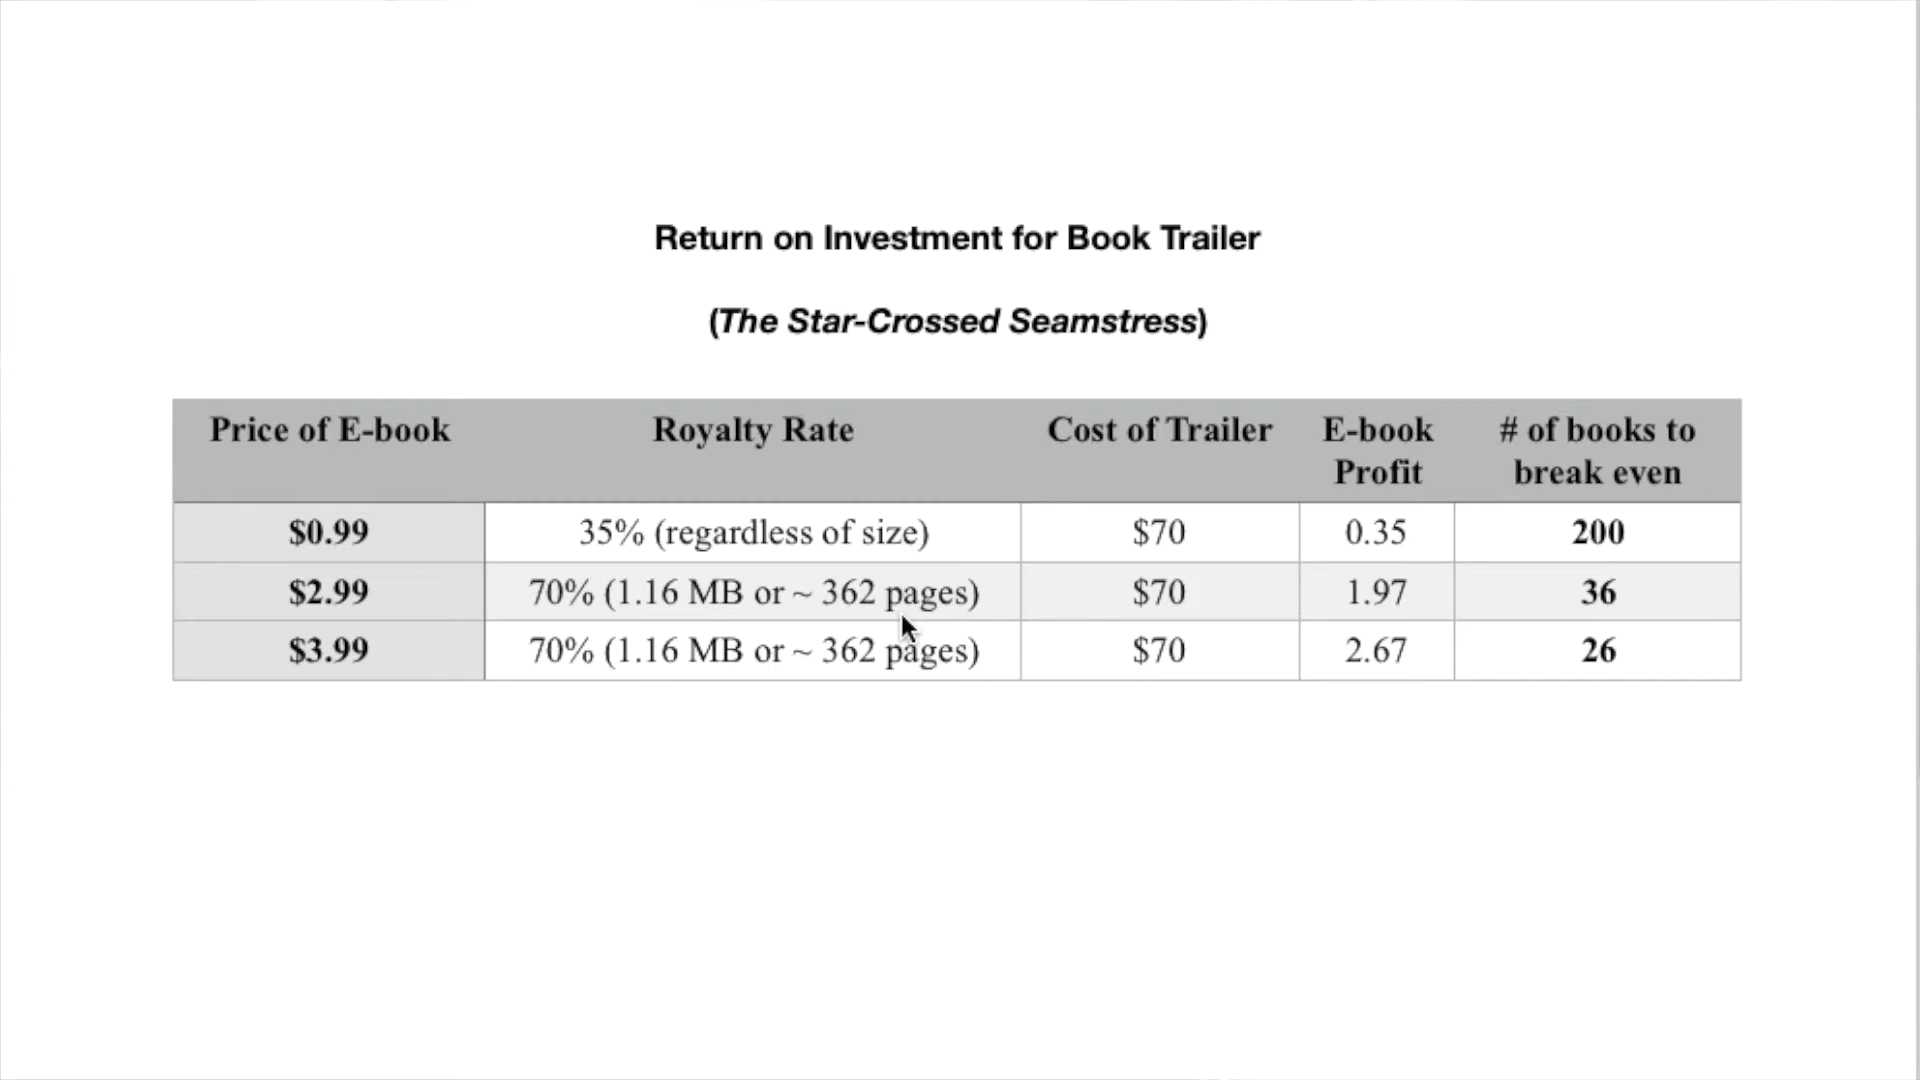 Return on Investment for Book Trailer
(The Star-Crossed Seamstress)
Price of E-book Royalty Rate Cost of Trailer E-book Profit # of books to break even
$0.99 35% (regardless of size) $70 0.35 200
$2.99 70% (1.16 MB or ~ 362 pages) $70 1.97 36
$3.99 70% (1.16 MB or ~ 362 pages) $70 2.67 26